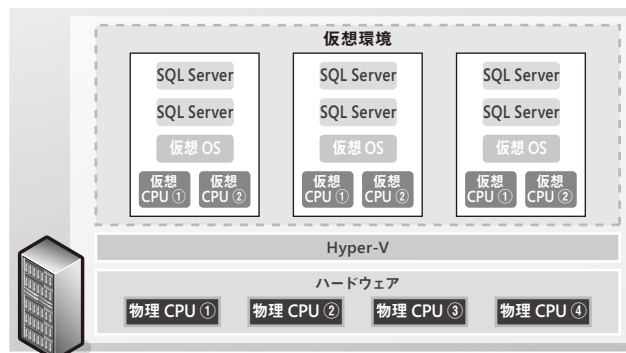 仮想環境
SQL Server
SQL Server
仮想 OS
仮想
CPU ①
仮想
CPU ②
SQL Server
SQL Server
仮想 OS
仮想
CPU ①
仮想
CPU ②
SQL Server
SQL Server
仮想 OS
仮想
CPU ①
仮想
CPU ②
Hyper-V
ハードウェア
物理 CPU ①
物理 CPU ②
物理 CPU ③
物理 CPU ④